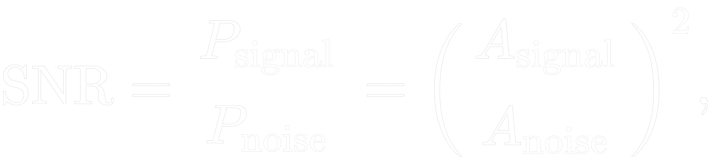 SNR = P_signal / P_noise = ( A_signal / A_noise )^2 ,